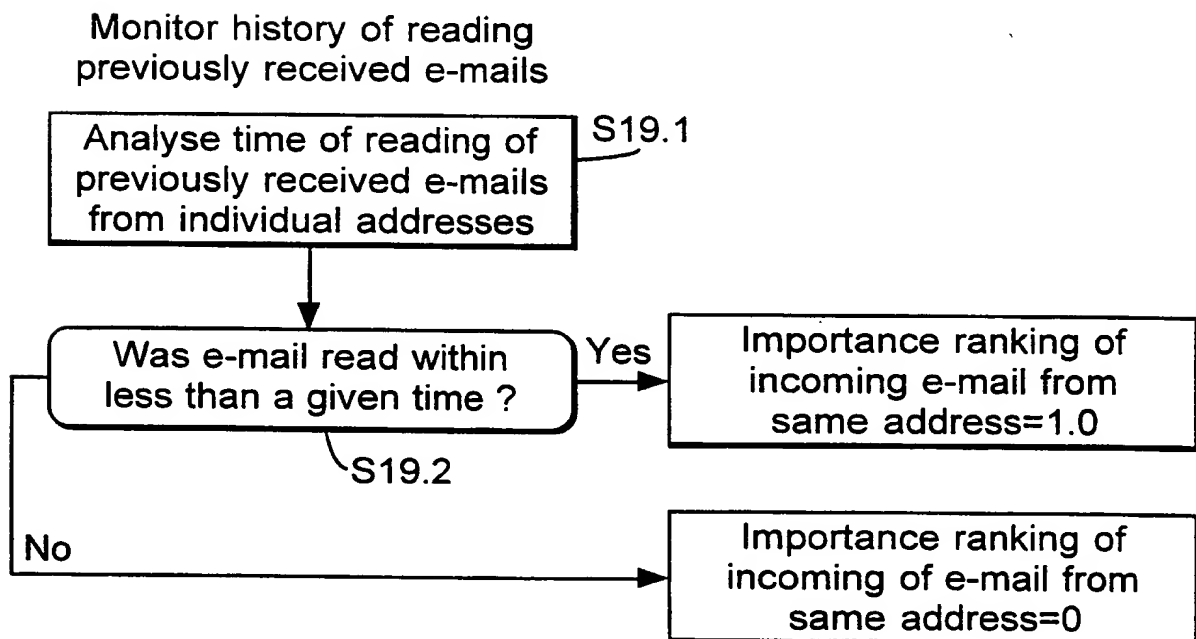 Monitor history of reading
previously received e-mails
Analyse time of reading of
previously received e-mails
from individual addresses
S19.1
Was e-mail read within
less than a given time ?
Yes
Importance ranking of
incoming e-mail from
same address=1.0
S19.2
No
Importance ranking of
incoming of e-mail from
same address=0